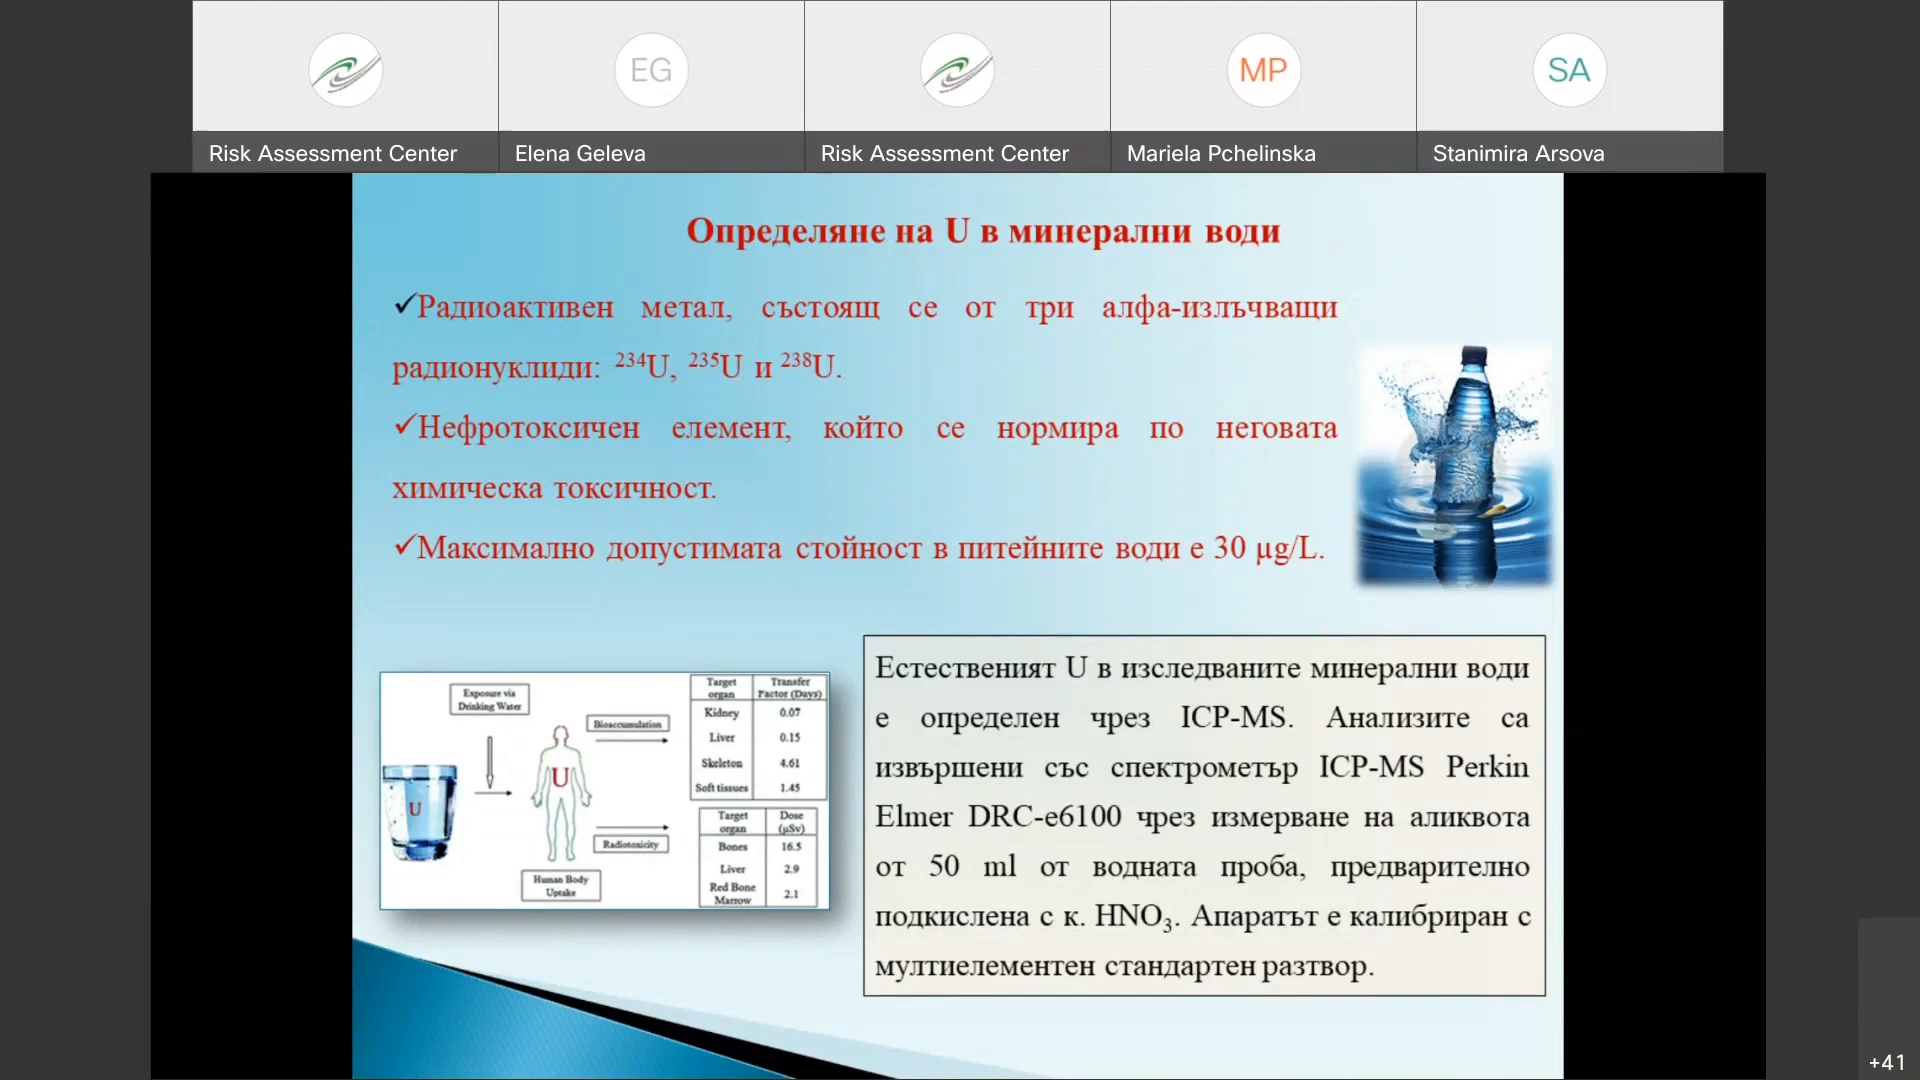 EG
MP
SA
Risk Assessment Center
Elena Geleva
Risk Assessment Center
Mariela Pchelinska
Stanimira Arsova
Определяне на U в минерални води
✓Радиоактивен метал, състоящ се от три алфа-излъчващи
радионуклиди: ²³⁴U, ²³⁵U и ²³⁸U.
✓Нефротоксичен елемент, който се нормира по неговата
химическа токсичност.
✓Максимално допустимата стойност в питейните води е 30 µg/L.
Exposure via
Drinking Water
U
U
Bioaccumulation
Radiotoxicity
Human Body
Uptake
Target organ Transfer Factor (Days)
Kidney 0.07
Liver 0.15
Skeleton 4.61
Soft tissues 1.45
Target organ Dose (µSv)
Bones 16.5
Liver 2.9
Red Bone Marrow 2.1
Естественият U в изследваните минерални води
е определен чрез ICP-MS. Анализите са
извършени със спектрометър ICP-MS Perkin
Elmer DRC-e6100 чрез измерване на аликвота
от 50 ml от водната проба, предварително
подкислена с к. HNO₃. Апаратът е калибриран с
мултиелементен стандартен разтвор.
+41